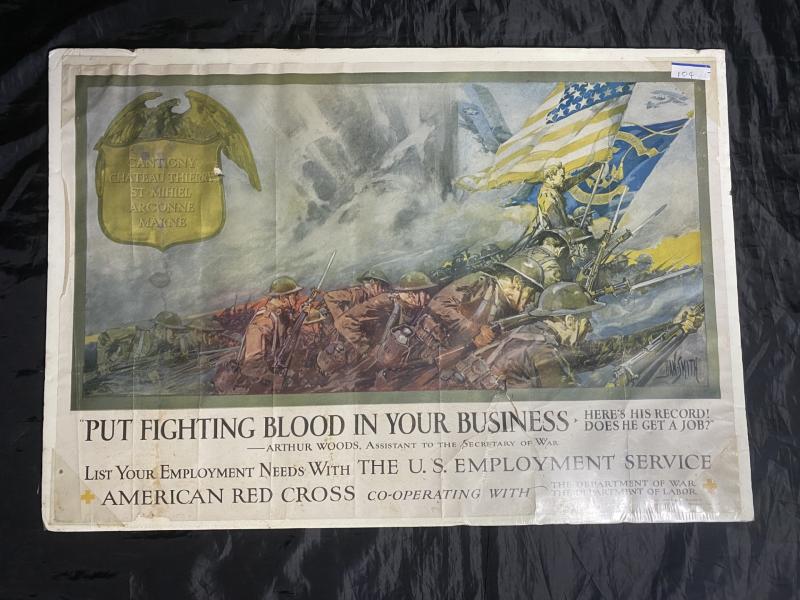 104
CANTIGNY
CHATEAU THIERRY
ST. MIHIEL
ARGONNE
MARNE
DAN SMITH
"PUT FIGHTING BLOOD IN YOUR BUSINESS
HERE'S HIS RECORD!
DOES HE GET A JOB?"
—ARTHUR WOODS, ASSISTANT TO THE SECRETARY OF WAR
LIST YOUR EMPLOYMENT NEEDS WITH THE U.S. EMPLOYMENT SERVICE
AMERICAN RED CROSS CO-OPERATING WITH
THE DEPARTMENT OF WAR
THE DEPARTMENT OF LABOR